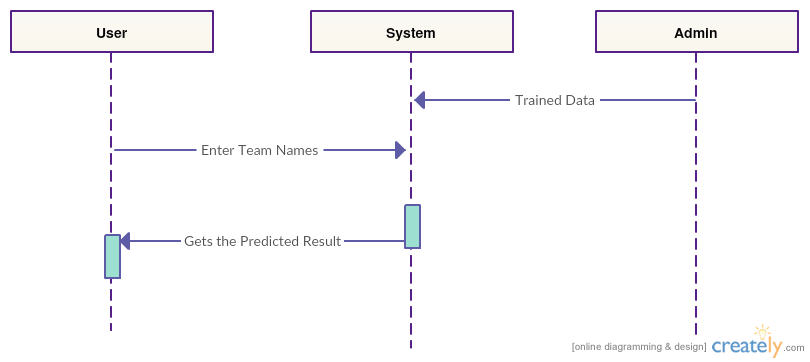 User
System
Admin
Trained Data
Enter Team Names
Gets the Predicted Result
[online diagramming & design] creately.com